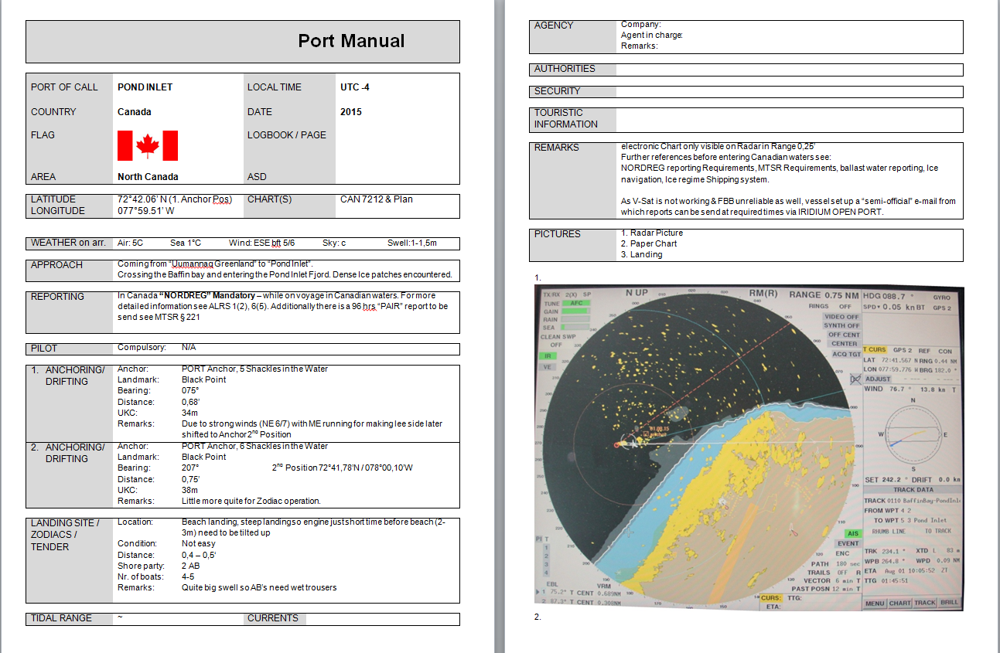 Port Manual
PORT OF CALL POND INLET LOCAL TIME UTC -4
COUNTRY Canada DATE 2015
FLAG LOGBOOK / PAGE
AREA North Canada ASD
LATITUDE 72°42.06' N (1. Anchor Pos) CHART(S) CAN 7212 & Plan
LONGITUDE 077°59.51' W
WEATHER on arr. Air: 5C Sea 1°C Wind: ESE bft 5/6 Sky: c Swell:1-1,5m
APPROACH Coming from “Uumannaq Greenland” to “Pond Inlet”.
Crossing the Baffin bay and entering the Pond Inlet Fjord. Dense Ice patches encountered.
REPORTING In Canada “NORDREG” Mandatory – while on voyage in Canadian waters. For more
detailed information see ALRS 1(2), 6(5). Additionally there is a 96 hrs “PAIR” report to be
send see MTSR § 221
PILOT Compulsory: N/A
1. ANCHORING/ Anchor: PORT Anchor, 5 Shackles in the Water
DRIFTING Landmark: Black Point
Bearing: 075°
Distance: 0,68'
UKC: 34m
Remarks: Due to strong winds (NE 6/7) with ME running for making lee side later
shifted to Anchor 2nd Position
2. ANCHORING/ Anchor: PORT Anchor, 6 Shackles in the Water
DRIFTING Landmark: Black Point
Bearing: 207° 2nd Position 72°41,78'N / 078°00,10'W
Distance: 0,75'
UKC: 38m
Remarks: Little more quite for Zodiac operation.
LANDING SITE / Location: Beach landing, steep landing so engine just short time before beach (2-
ZODIACS / 3m) need to be tilted up
TENDER Condition: Not easy
Distance: 0,4 – 0,5'
Shore party: 2 AB
Nr. of boats: 4-5
Remarks: Quite big swell so AB's need wet trousers
TIDAL RANGE ~ CURRENTS
AGENCY Company:
Agent in charge:
Remarks:
AUTHORITIES
SECURITY
TOURISTIC
INFORMATION
REMARKS electronic Chart only visible on Radar in Range 0,25'
Further references before entering Canadian waters see:
NORDREG reporting Requirements, MTSR Requirements, ballast water reporting, Ice
navigation, Ice regime Shipping system.
As V-Sat is not working & FBB unreliable as well, vessel set up a “semi-official” e-mail from
which reports can be send at required times via IRIDIUM OPEN PORT.
PICTURES 1. Radar Picture
2. Paper Chart
3. Landing
1.
TX/RX 2(X) SP N UP RM(R) RANGE 0.75 NM HDG 088.7 ° GYRO
TUNE AFC RINGS OFF SPD 0.05 kn BT GPS 2
GAIN VIDEO OFF
RAIN SYNTH OFF
SEA OFF CENT
CLEAN SWP CENTER
OFF ACQ TGT
T CURS GPS 2 REF CON
IR LAT 72:41.567 N RNG 0.44 NM
VE LON 077:59.776 W BRG 182.0 °
ADJUST
WIND 76.7 ° 13.8 kn T
N
W E
S
SET 242.2 ° DRIFT 0.0 kn
TRACK DATA
TRACK 0110 BaffinBay-PondInl
FROM WPT 4 2
TO WPT 5 3 Pond Inlet
RHUMB LINE TO TRACK
AIS
EVENT
ENC
PI T
1
2
3
4
TRK 234.1 ° XTD L 83 m
WPB 264.8 ° WPD 0.09 NM
ETA Aug 01 10:05:52 ZT
TTG 01:45:51
PATH 180 sec
TRAILS OFF R
VECTOR 6 min T
PAST POSN 12 min T
EBL VRM
1 75.2° T CENT 0.689NM
2 87.3° T CENT 0.308NM
CURS: TTG:
ETA:
MENU CHART TRACK BRILL
2.